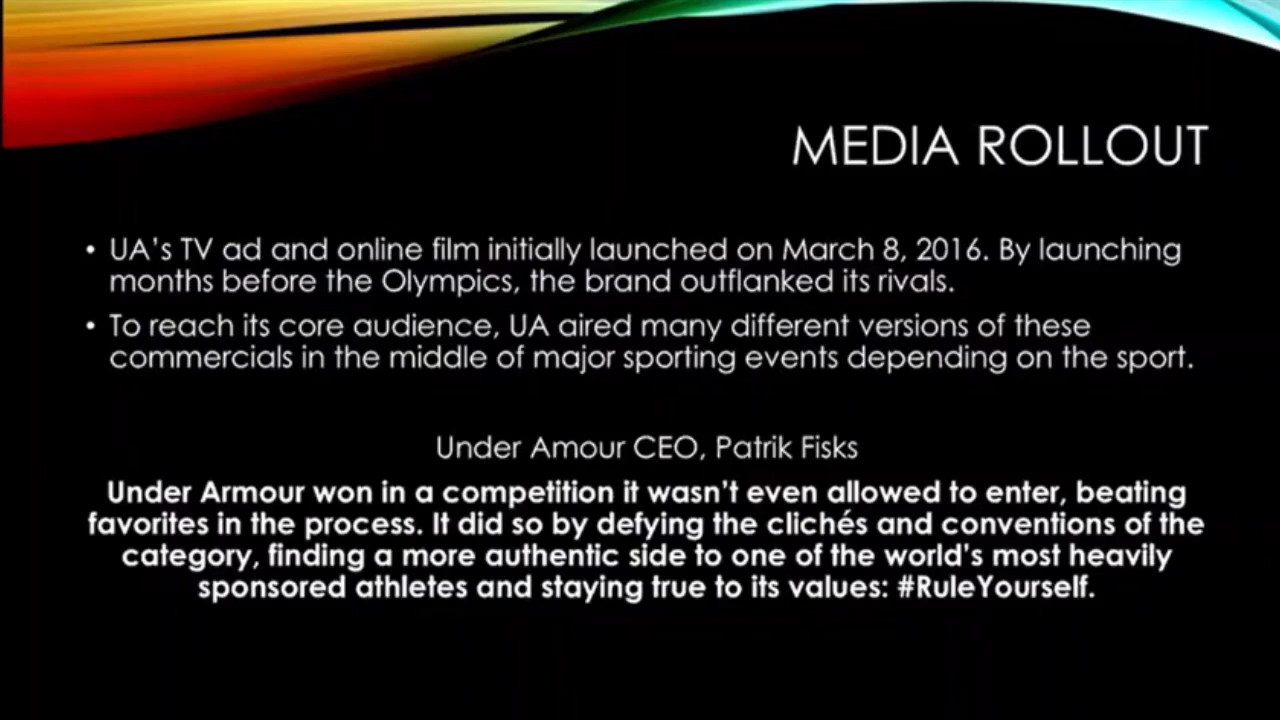 MEDIA ROLLOUT
• UA's TV ad and online film initially launched on March 8, 2016. By launching
months before the Olympics, the brand outflanked its rivals.
• To reach its core audience, UA aired many different versions of these
commercials in the middle of major sporting events depending on the sport.
Under Amour CEO, Patrik Fisks
Under Armour won in a competition it wasn't even allowed to enter, beating
favorites in the process. It did so by defying the clichés and conventions of the
category, finding a more authentic side to one of the world's most heavily
sponsored athletes and staying true to its values: #RuleYourself.